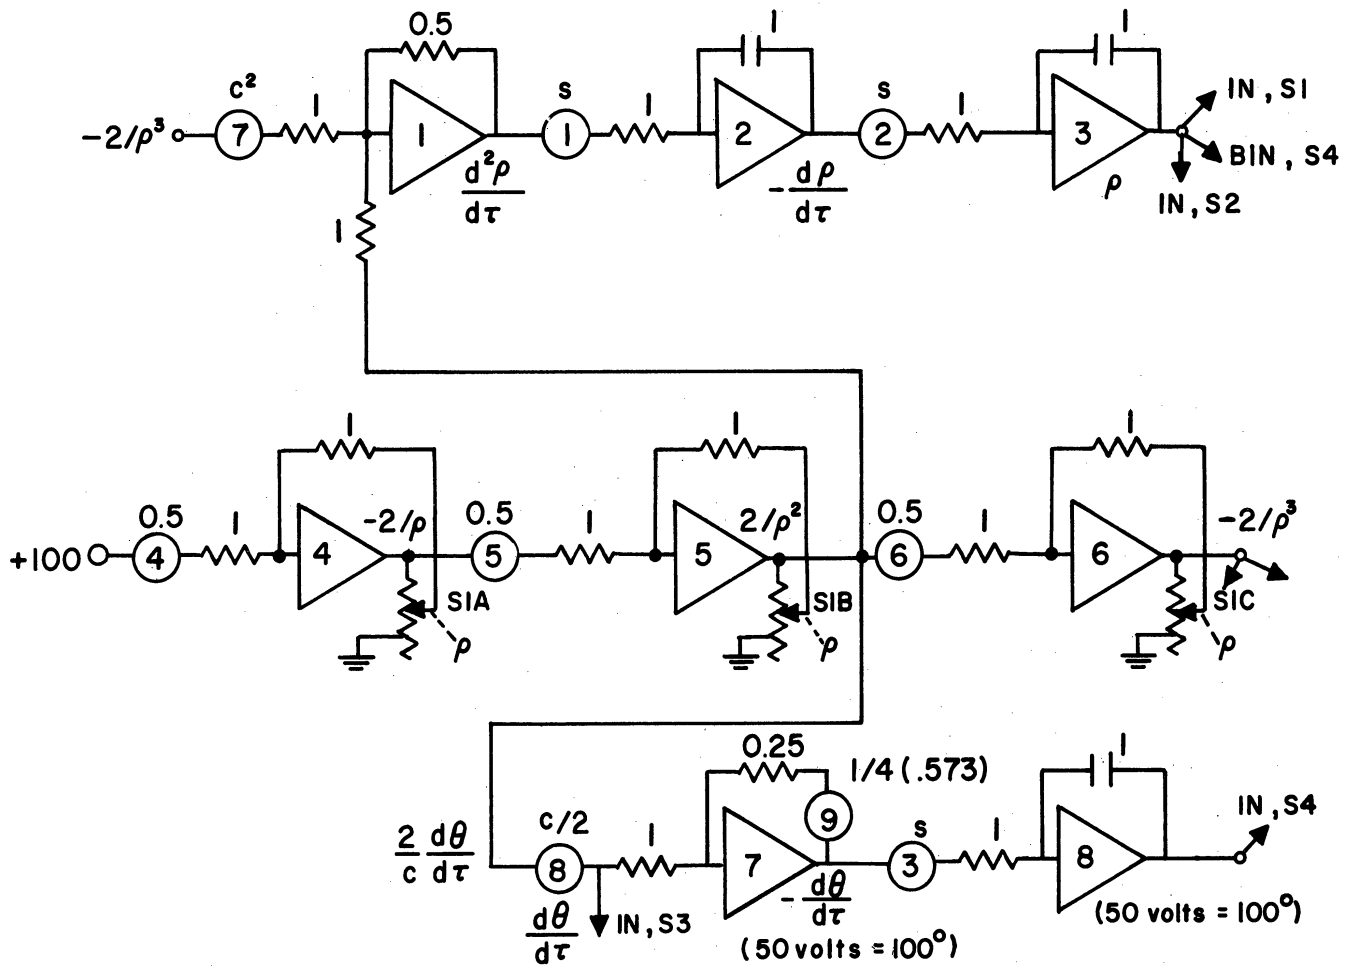 0.5
1
1
c²
1
s
1
s
1
IN, S1
-2/ρ³
7
1
1
2
2
3
BIN, S4
d²ρ
dτ
- dρ
dτ
ρ
IN, S2
1
1
1
1
0.5
1
-2/ρ
0.5
1
2/ρ²
0.5
1
-2/ρ³
+100
4
4
5
5
6
6
S1A
S1B
S1C
ρ
ρ
ρ
0.25
1/4 (.573)
1
c/2
1
9
s
1
IN, S4
2 dθ
c dτ
8
7
3
8
dθ
dτ
IN, S3
- dθ
dτ
(50 volts = 100°)
(50 volts = 100°)